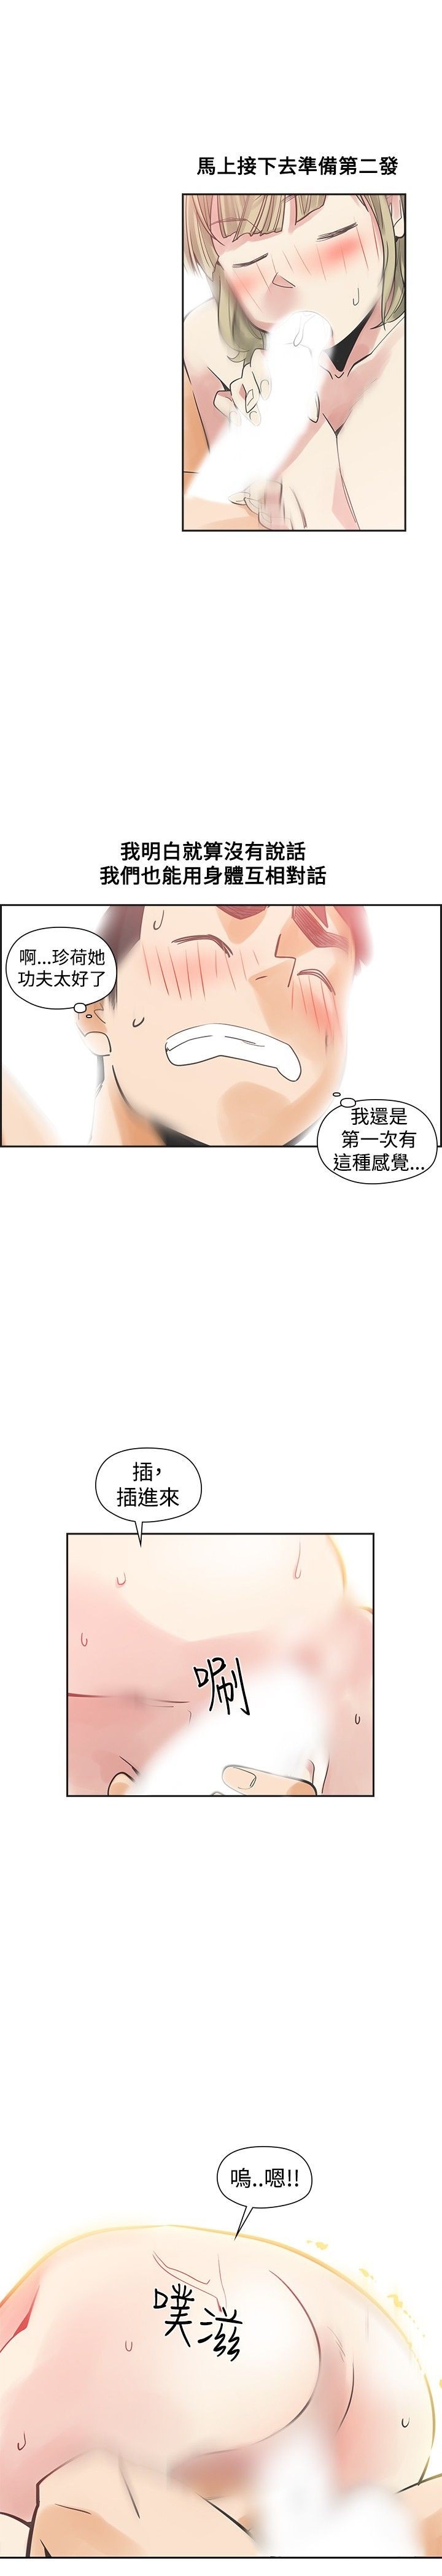 馬上接下去準備第二發
我明白就算沒有說話
我們也能用身體互相對話
啊...珍荷她
功夫太好了
我還是
第一次有
這種感覺...
插，
插進來
唰
嗚..嗯!!
噗滋